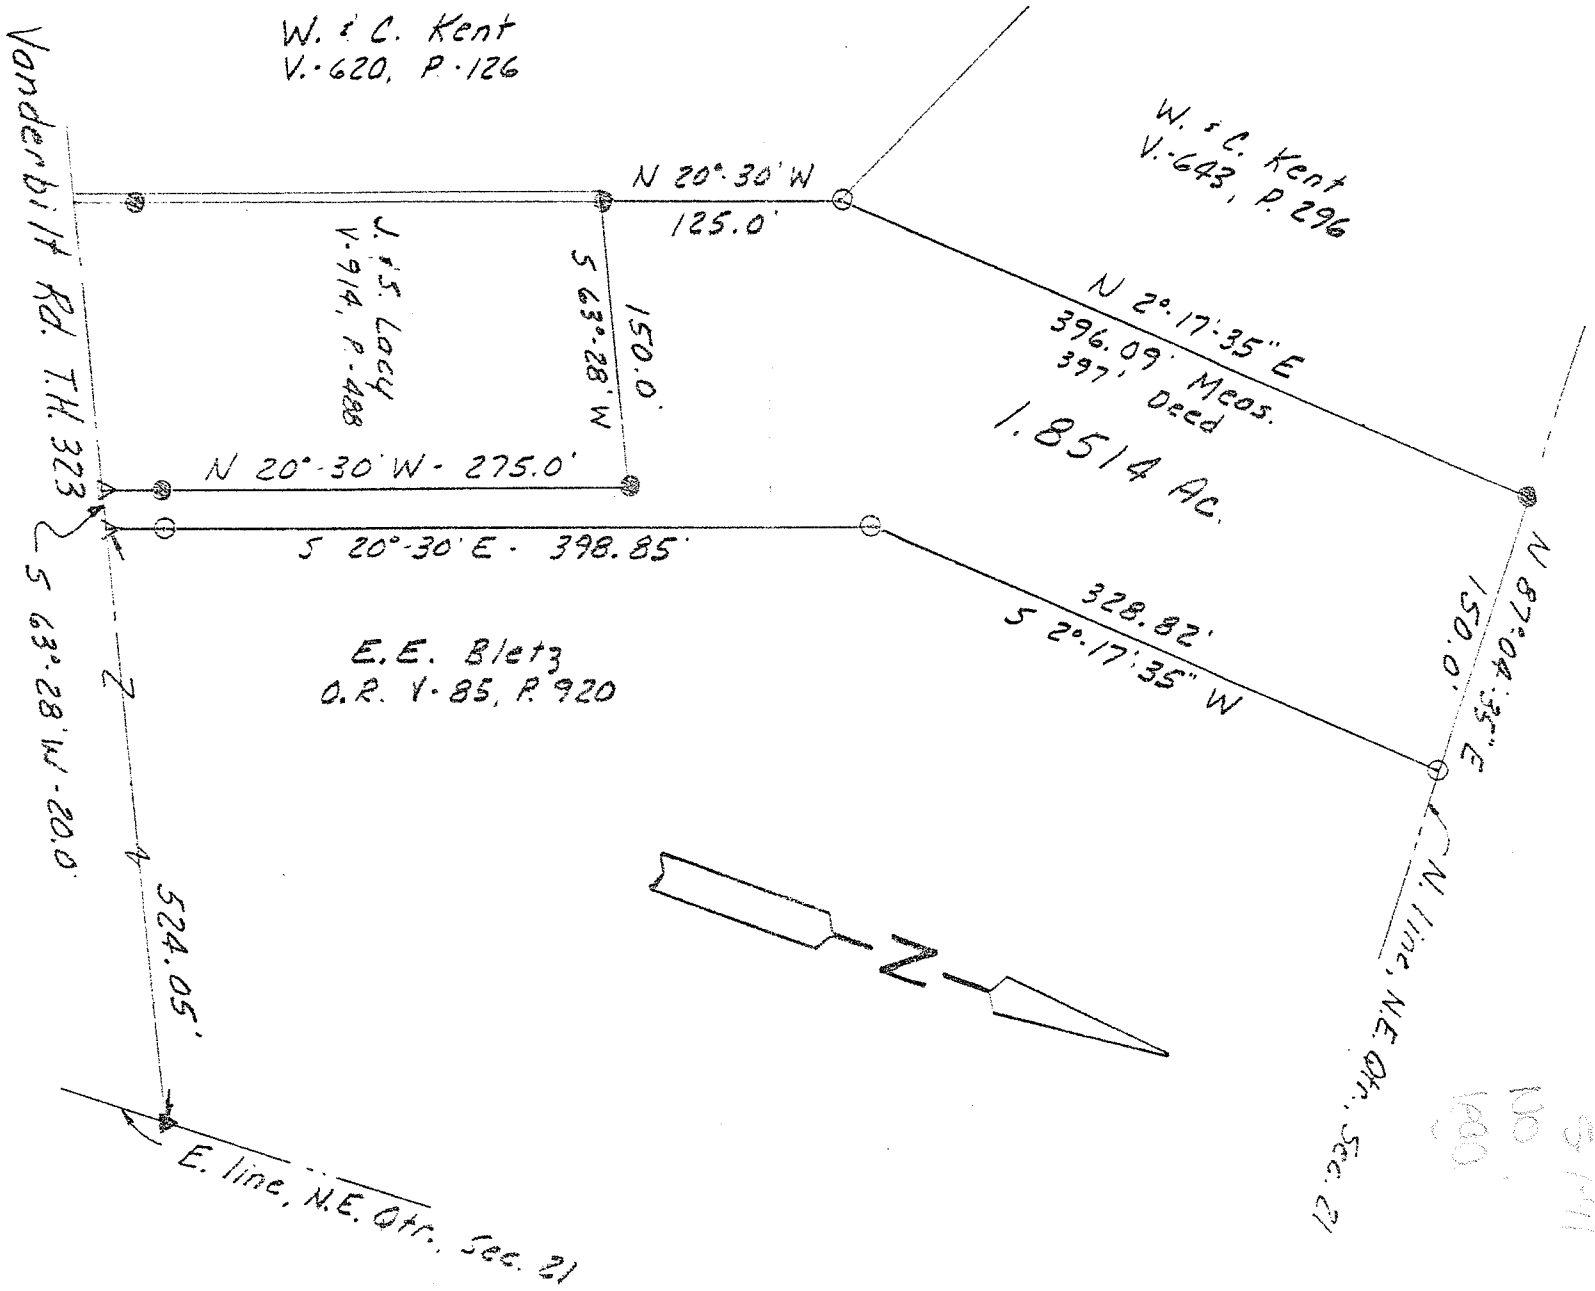 W. & C. Kent
V.-620, P.-126
W. & C. Kent
V.-643, P. 296
Vanderbilt Rd. T.H. 323
N 20°-30' W
125.0'
J. & S. Lacy
V-914, P.-488
S 63°-28' W
150.0'
N 2°-17'-35" E
396.09' Meas.
397' Deed
1.8514 Ac.
N 20°-30' W - 275.0'
S 20°-30' E - 398.85'
S 63°-28' W - 20.0'
E.E. Bletz
O.R. V-85, P. 920
328.82'
S 2°-17'-35" W
N 87°-04'-35" E
150.0'
N. line, N.E. Qtr., Sec. 21
N
524.05'
E. line, N.E. Qtr., Sec. 21